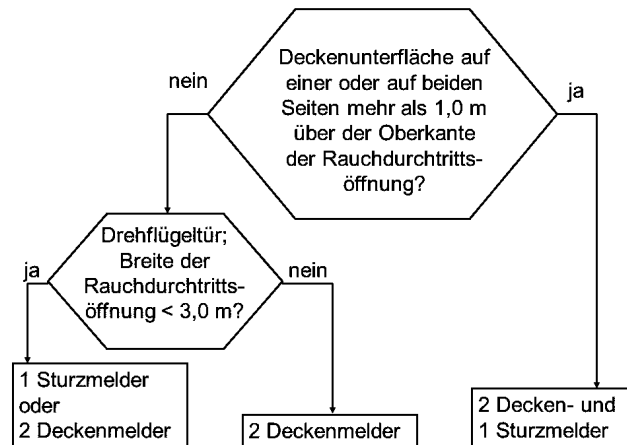 Deckenunterfläche auf
einer oder auf beiden
Seiten mehr als 1,0 m
über der Oberkante
der Rauchdurchtritts-
öffnung?
nein
ja
Drehflügeltür;
Breite der
Rauchdurchtritts-
öffnung < 3,0 m?
ja
nein
1 Sturzmelder
oder
2 Deckenmelder
2 Deckenmelder
2 Decken- und
1 Sturzmelder